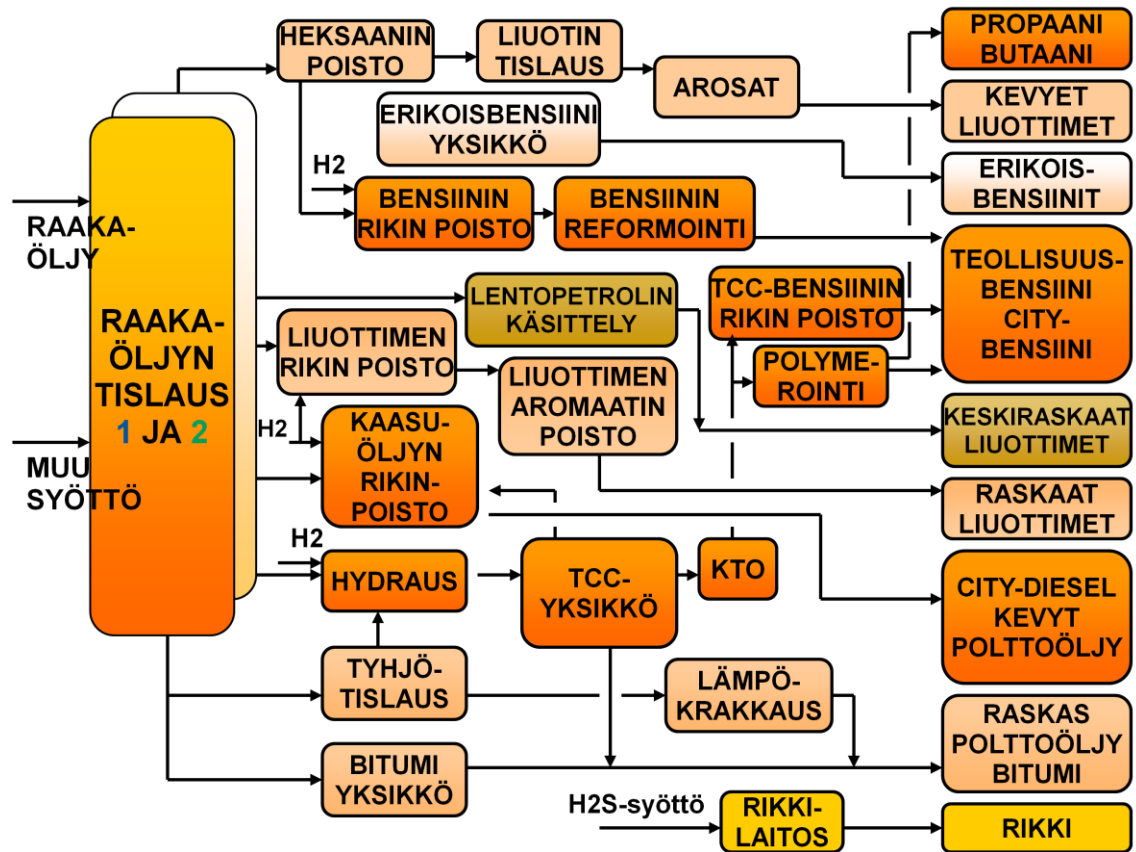 HEKSAANIN
POISTO
LIUOTIN
TISLAUS
AROSAT
PROPAANI
BUTAANI
KEVYET
LIUOTTIMET
ERIKOISBENSIINI
YKSIKKÖ
ERIKOIS-
BENSIINIT
H2
BENSIININ
RIKIN POISTO
BENSIININ
REFORMOINTI
RAAKA-
ÖLJY
RAAKA-
ÖLJYN
TISLAUS
1 JA 2
MUU
SYÖTTÖ
LENTOPETROLIN
KÄSITTELY
TCC-BENSIININ
RIKIN POISTO
TEOLLISUUS-
BENSIINI
CITY-
BENSIINI
LIUOTTIMEN
RIKIN POISTO
LIUOTTIMEN
AROMAATIN
POISTO
POLYME-
ROINTI
H2
KAASU-
ÖLJYN
RIKIN-
POISTO
KESKIRASKAAT
LIUOTTIMET
RASKAAT
LIUOTTIMET
H2
HYDRAUS
TCC-
YKSIKKÖ
KTO
CITY-DIESEL
KEVYT
POLTTOÖLJY
TYHJÖ-
TISLAUS
LÄMPÖ-
KRAKKAUS
RASKAS
POLTTOÖLJY
BITUMI
BITUMI
YKSIKKÖ
H2S-syöttö
RIKKI-
LAITOS
RIKKI